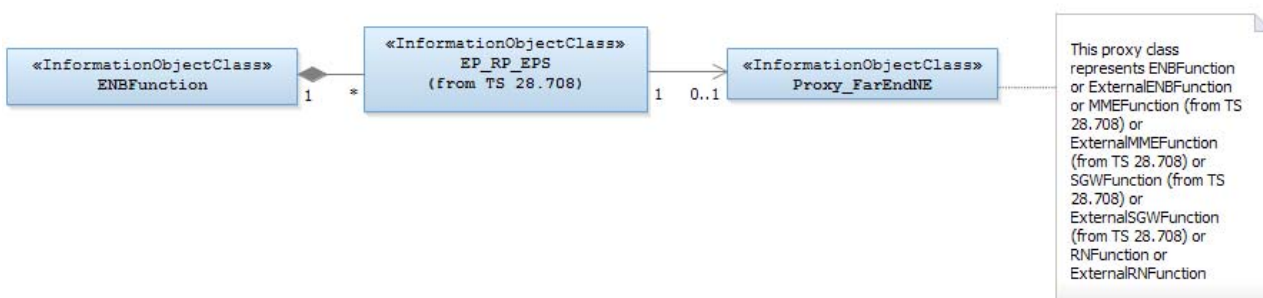 «InformationObjectClass»
ENBFunction
1
*
«InformationObjectClass»
EP_RP_EPS
(from TS 28.708)
1
0..1
«InformationObjectClass»
Proxy_FarEndNE
This proxy class
represents ENBFunction
or ExternalENBFunction
or MMEFunction (from TS
28.708) or
ExternalMMEFunction
(from TS 28.708) or
SGWFunction (from TS
28.708) or
ExternalSGWFunction
(from TS 28.708) or
RNFunction or
ExternalRNFunction